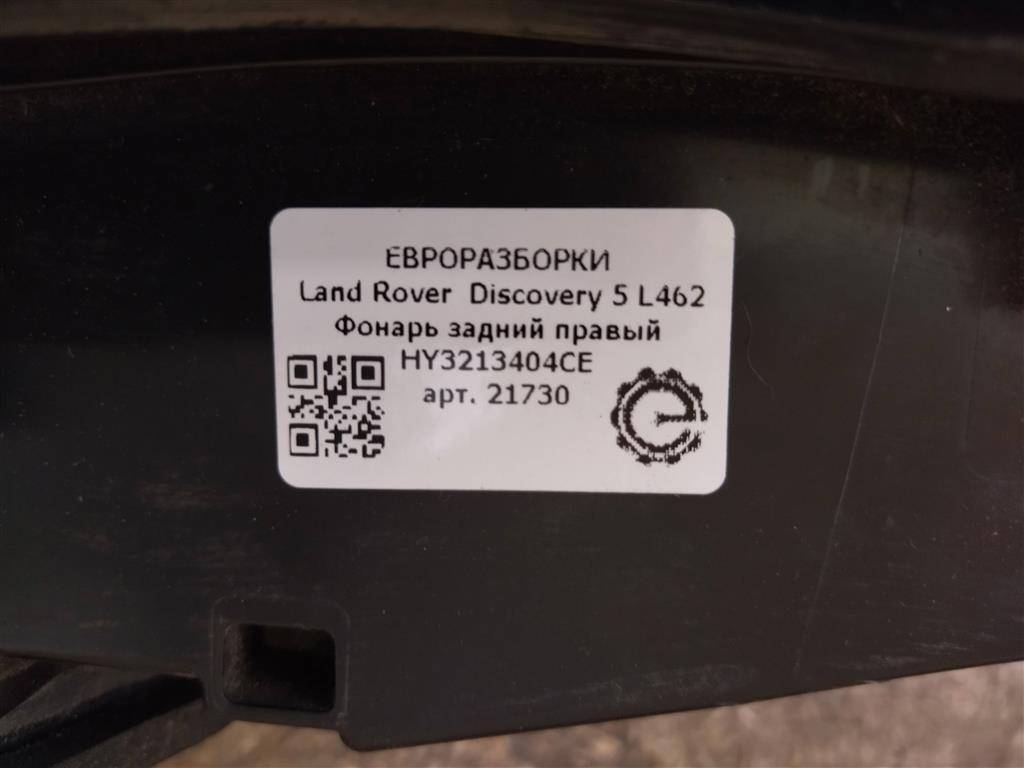 ЕВРОРАЗБОРКИ
Land Rover Discovery 5 L462
Фонарь задний правый
HY3213404CE
арт. 21730